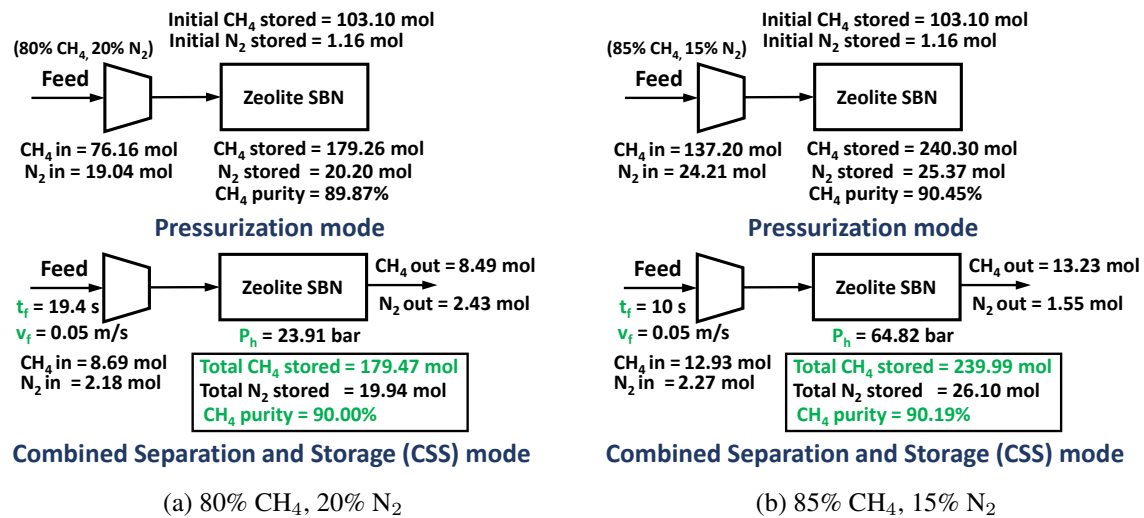 Initial CH₄ stored = 103.10 mol
Initial N₂ stored = 1.16 mol
(80% CH₄, 20% N₂)
Feed
Zeolite SBN
CH₄ in = 76.16 mol
N₂ in = 19.04 mol
CH₄ stored = 179.26 mol
N₂ stored = 20.20 mol
CH₄ purity = 89.87%
Pressurization mode
Feed
t_f = 19.4 s
v_f = 0.05 m/s
CH₄ in = 8.69 mol
N₂ in = 2.18 mol
Zeolite SBN
CH₄ out = 8.49 mol
N₂ out = 2.43 mol
P_h = 23.91 bar
Total CH₄ stored = 179.47 mol
Total N₂ stored = 19.94 mol
CH₄ purity = 90.00%
Combined Separation and Storage (CSS) mode
(a) 80% CH₄, 20% N₂
Initial CH₄ stored = 103.10 mol
Initial N₂ stored = 1.16 mol
(85% CH₄, 15% N₂)
Feed
Zeolite SBN
CH₄ in = 137.20 mol
N₂ in = 24.21 mol
CH₄ stored = 240.30 mol
N₂ stored = 25.37 mol
CH₄ purity = 90.45%
Pressurization mode
Feed
t_f = 10 s
v_f = 0.05 m/s
CH₄ in = 12.93 mol
N₂ in = 2.27 mol
Zeolite SBN
CH₄ out = 13.23 mol
N₂ out = 1.55 mol
P_h = 64.82 bar
Total CH₄ stored = 239.99 mol
Total N₂ stored = 26.10 mol
CH₄ purity = 90.19%
Combined Separation and Storage (CSS) mode
(b) 85% CH₄, 15% N₂